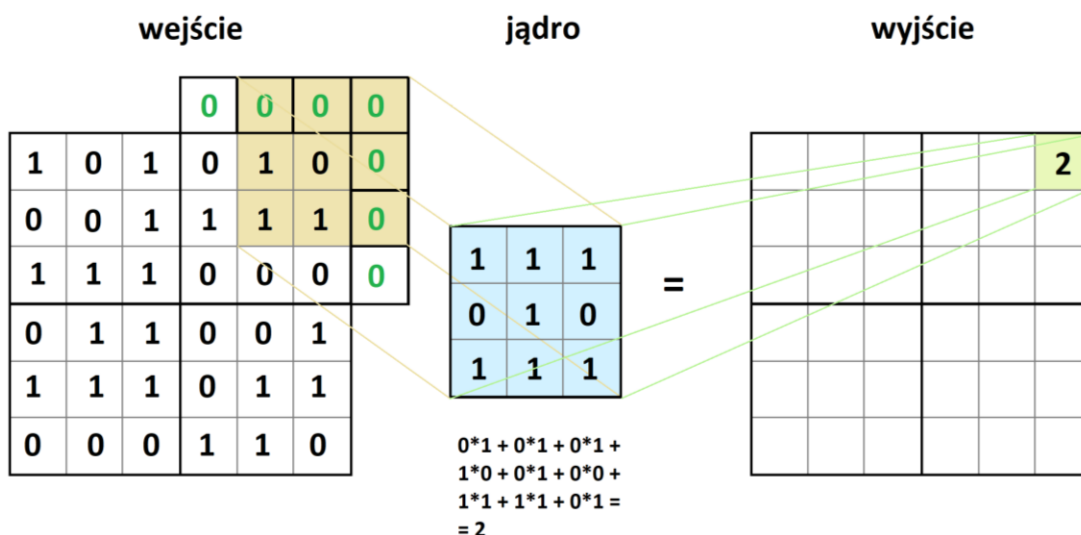 wejście jądro wyjście
0 0 0 0
1 0 1 0 1 0 0 2
0 0 1 1 1 1 0
1 1 1 0 0 0 0
1 1 1
0 1 0
1 1 1
=
0 1 1 0 0 1
1 1 1 0 1 1
0 0 0 1 1 0
0*1 + 0*1 + 0*1 +
1*0 + 0*1 + 0*0 +
1*1 + 1*1 + 0*1 =
= 2